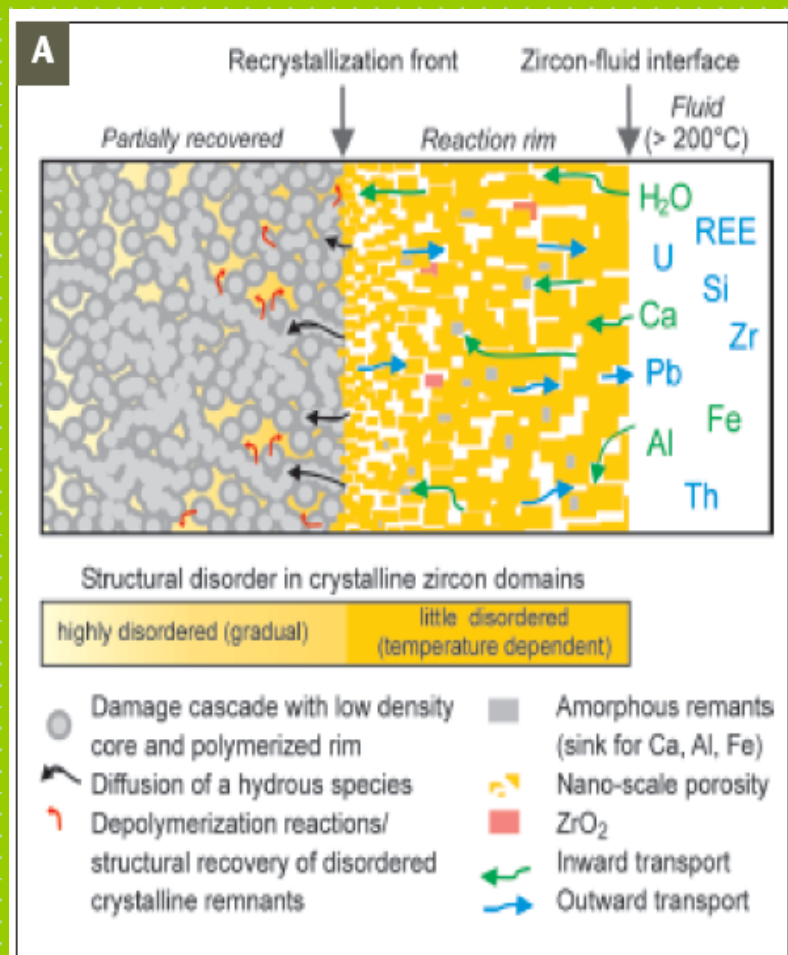 A
Recrystallization front
Zircon-fluid interface
Partially recovered
Reaction rim
Fluid
(> 200°C)
H₂O
REE
U
Si
Ca
Zr
Pb
Fe
Al
Th
Structural disorder in crystalline zircon domains
highly disordered (gradual)
little disordered
(temperature dependent)
Damage cascade with low density
core and polymerized rim
Diffusion of a hydrous species
Depolymerization reactions/
structural recovery of disordered
crystalline remnants
Amorphous remants
(sink for Ca, Al, Fe)
Nano-scale porosity
ZrO₂
Inward transport
Outward transport